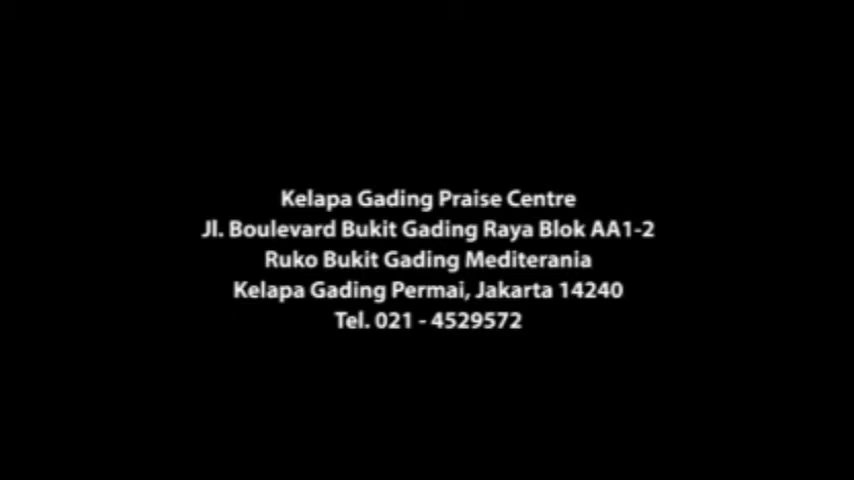 Kelapa Gading Praise Centre
Jl. Boulevard Bukit Gading Raya Blok AA1-2
Ruko Bukit Gading Mediterania
Kelapa Gading Permai, Jakarta 14240
Tel. 021 - 4529572